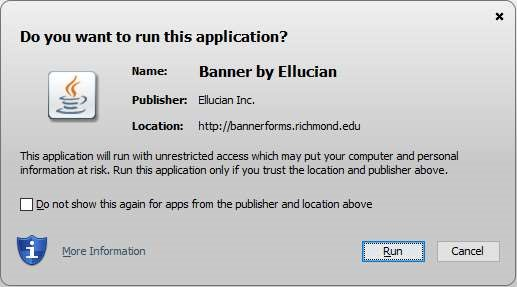 Do you want to run this application?
Name: Banner by Ellucian
Publisher: Ellucian Inc.
Location: http://bannerforms.richmond.edu
This application will run with unrestricted access which may put your computer and personal
information at risk. Run this application only if you trust the location and publisher above.
Do not show this again for apps from the publisher and location above
More Information
Run
Cancel